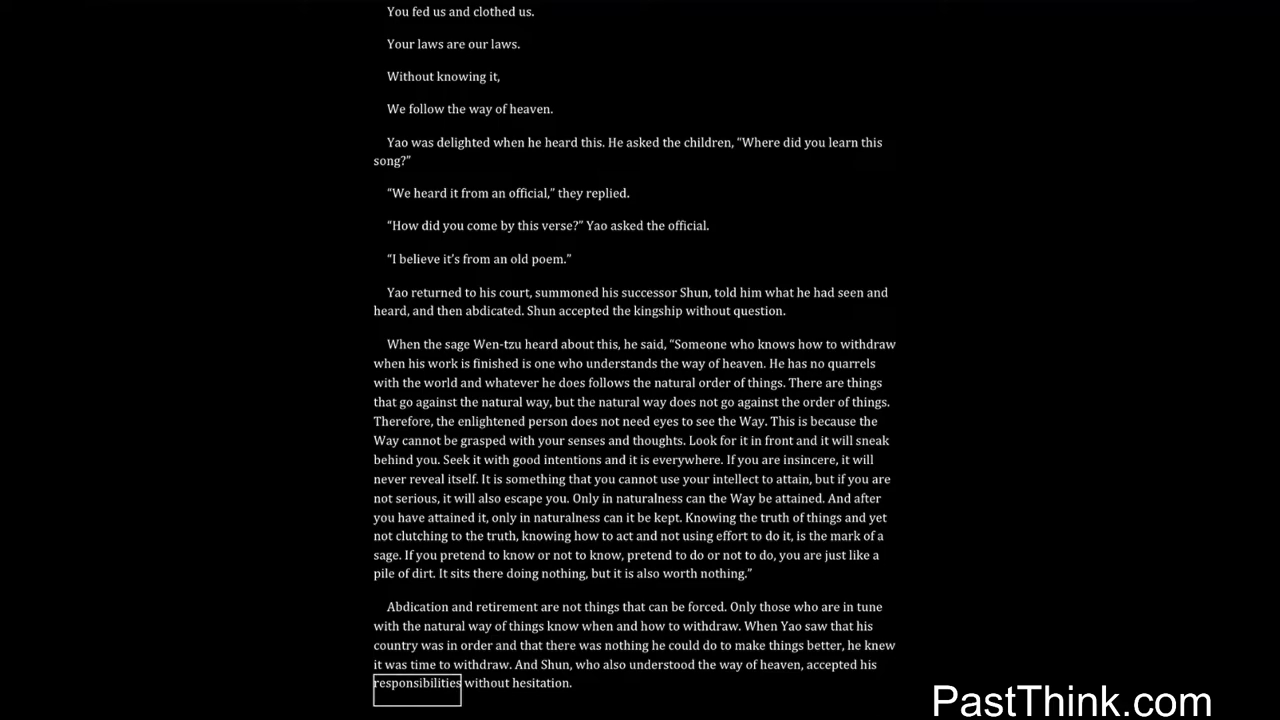 You fed us and clothed us.
Your laws are our laws.
Without knowing it,
We follow the way of heaven.
Yao was delighted when he heard this. He asked the children, “Where did you learn this
song?”
“We heard it from an official,” they replied.
“How did you come by this verse?” Yao asked the official.
“I believe it’s from an old poem.”
Yao returned to his court, summoned his successor Shun, told him what he had seen and
heard, and then abdicated. Shun accepted the kingship without question.
When the sage Wen-tzu heard about this, he said, “Someone who knows how to withdraw
when his work is finished is one who understands the way of heaven. He has no quarrels
with the world and whatever he does follows the natural order of things. There are things
that go against the natural way, but the natural way does not go against the order of things.
Therefore, the enlightened person does not need eyes to see the Way. This is because the
Way cannot be grasped with your senses and thoughts. Look for it in front and it will sneak
behind you. Seek it with good intentions and it is everywhere. If you are insincere, it will
never reveal itself. It is something that you cannot use your intellect to attain, but if you are
not serious, it will also escape you. Only in naturalness can the Way be attained. And after
you have attained it, only in naturalness can it be kept. Knowing the truth of things and yet
not clutching to the truth, knowing how to act and not using effort to do it, is the mark of a
sage. If you pretend to know or not to know, pretend to do or not to do, you are just like a
pile of dirt. It sits there doing nothing, but it is also worth nothing.”
Abdication and retirement are not things that can be forced. Only those who are in tune
with the natural way of things know when and how to withdraw. When Yao saw that his
country was in order and that there was nothing he could do to make things better, he knew
it was time to withdraw. And Shun, who also understood the way of heaven, accepted his
responsibilities without hesitation.
PastThink.com